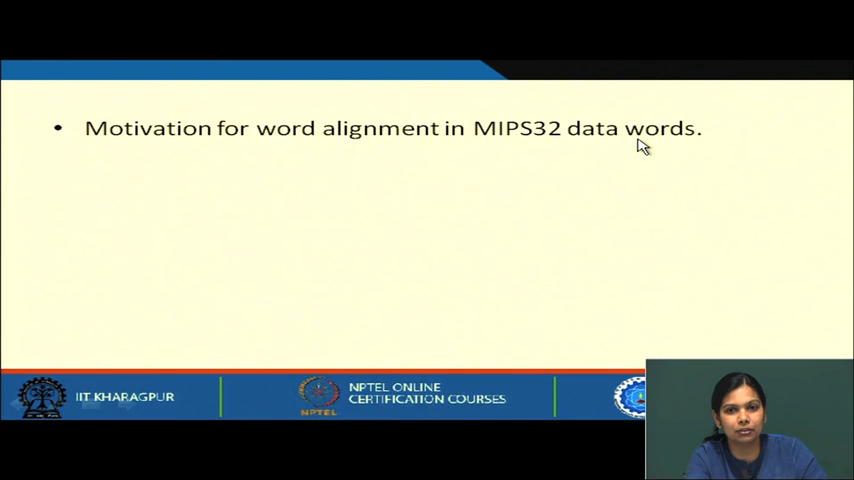 • Motivation for word alignment in MIPS32 data words.
IIT KHARAGPUR
NPTEL
NPTEL ONLINE
CERTIFICATION COURSES